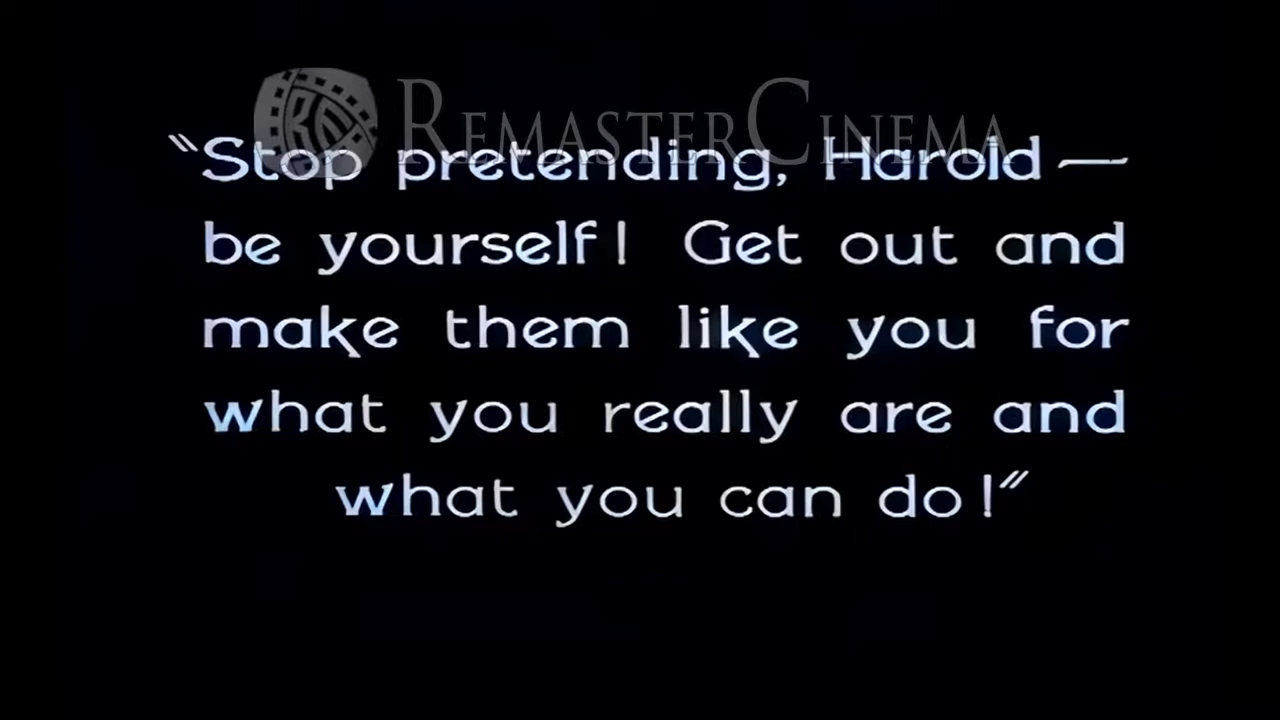 REMASTERCINEMA
"Stop pretending, Harold —
be yourself! Get out and
make them like you for
what you really are and
what you can do!"